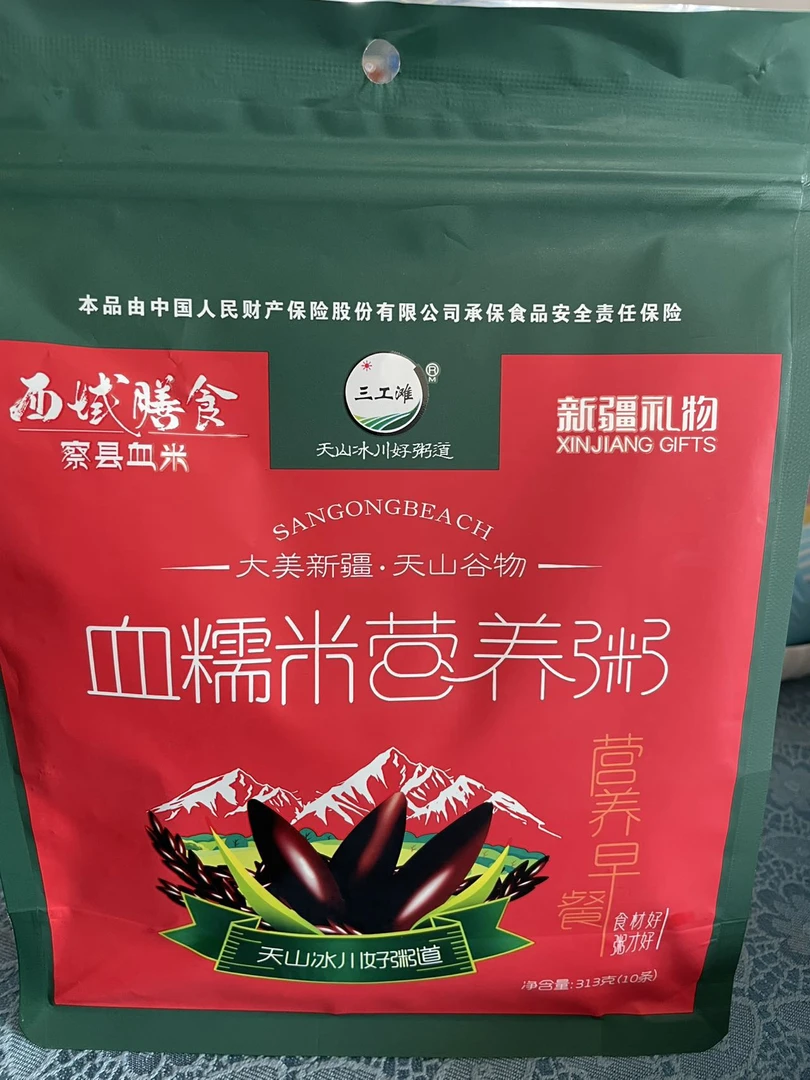 本品由中国人民财产保险股份有限公司承保食品安全责任保险
西域膳食
察县血米
三工滩
®
M
天山冰川好粥道
新疆礼物
XINJIANG GIFTS
SANGONGBEACH
大美新疆·天山谷物
血糯米营养粥
营养早餐
食材好
粥才好
天山冰川好粥道
净含量:313克(10条)